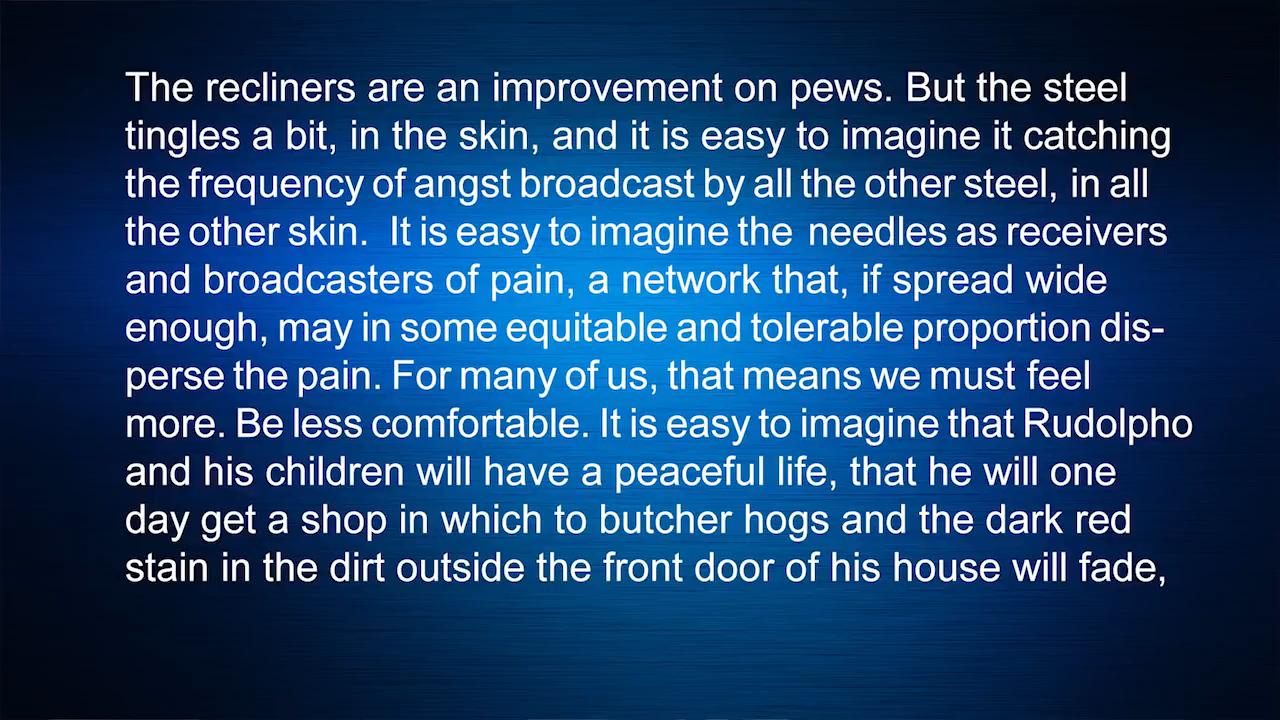 The recliners are an improvement on pews. But the steel
tingles a bit, in the skin, and it is easy to imagine it catching
the frequency of angst broadcast by all the other steel, in all
the other skin.  It is easy to imagine the needles as receivers
and broadcasters of pain, a network that, if spread wide
enough, may in some equitable and tolerable proportion dis-
perse the pain. For many of us, that means we must feel
more. Be less comfortable. It is easy to imagine that Rudolpho
and his children will have a peaceful life, that he will one
day get a shop in which to butcher hogs and the dark red
stain in the dirt outside the front door of his house will fade,